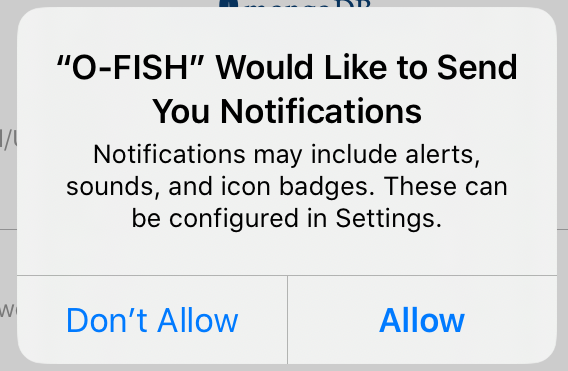 mongoDB
“O-FISH” Would Like to Send
You Notifications
Notifications may include alerts,
sounds, and icon badges. These can
be configured in Settings.
Don’t Allow
Allow